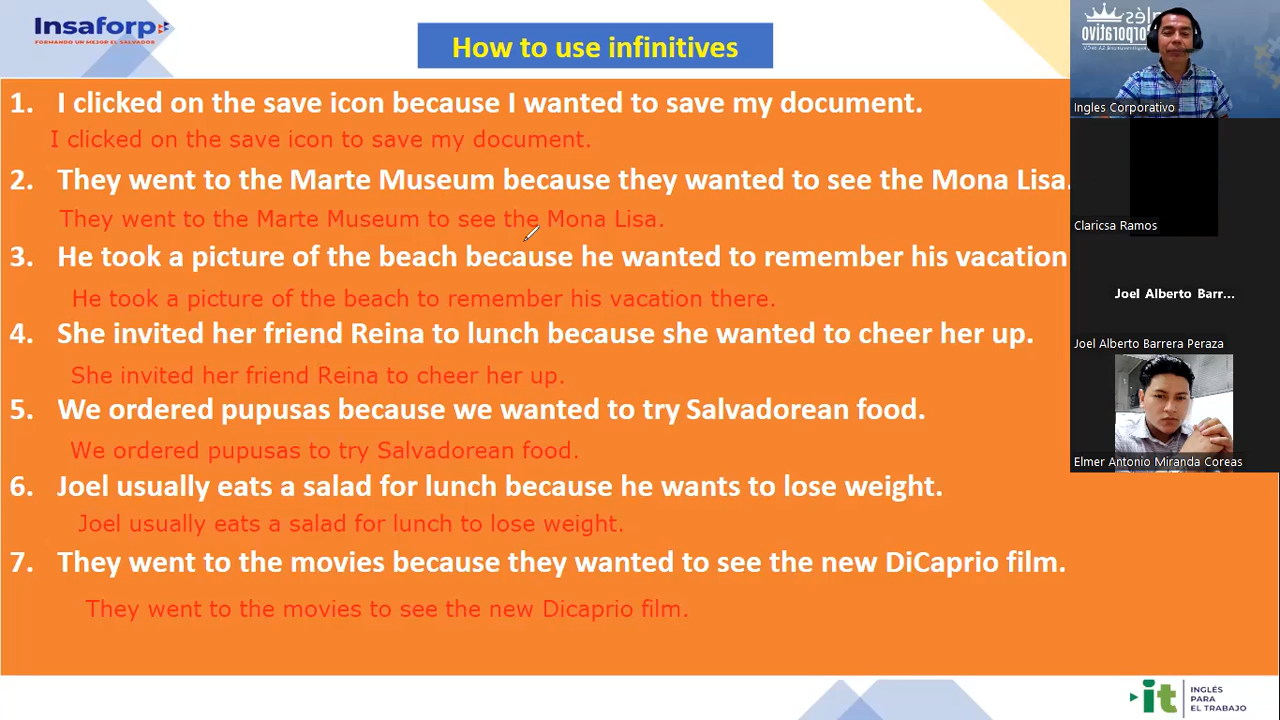 Insaforp
FORMANDO UN MEJOR EL SALVADOR
How to use infinitives
1. I clicked on the save icon because I wanted to save my document.
I clicked on the save icon to save my document.
2. They went to the Marte Museum because they wanted to see the Mona Lisa.
They went to the Marte Museum to see the Mona Lisa.
3. He took a picture of the beach because he wanted to remember his vacation
He took a picture of the beach to remember his vacation there.
4. She invited her friend Reina to lunch because she wanted to cheer her up.
She invited her friend Reina to cheer her up.
5. We ordered pupusas because we wanted to try Salvadorean food.
We ordered pupusas to try Salvadorean food.
6. Joel usually eats a salad for lunch because he wants to lose weight.
Joel usually eats a salad for lunch to lose weight.
7. They went to the movies because they wanted to see the new DiCaprio film.
They went to the movies to see the new Dicaprio film.
Ingles Corporativo
Claricsa Ramos
Joel Alberto Barr...
Joel Alberto Barrera Peraza
Elmer Antonio Miranda Coreas
it
INGLÉS
PARA
EL TRABAJO